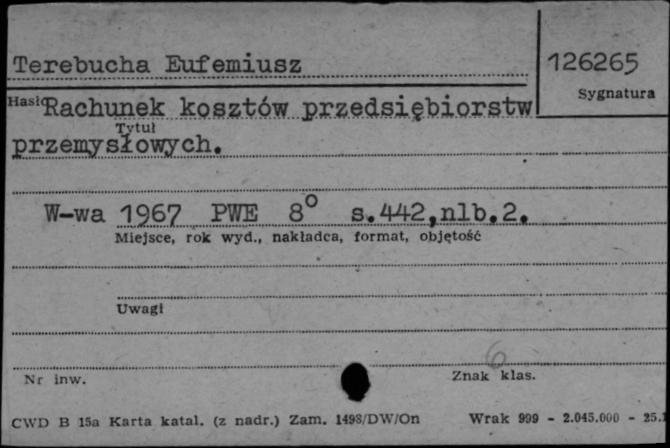 Terebucha Eufemiusz
126265
Sygnatura
Hasło
Rachunek kosztów przedsiębiorstw
Tytuł
przemysłowych.
W-wa 1967 PWE 8° s.442,nlb.2.
Miejsce, rok wyd., nakładca, format, objętość
Uwagi
6
Nr inw.
Znak klas.
CWD B 15a Karta katal. (z nadr.) Zam. 1498/DW/On Wrak 999 - 2.045.000 -